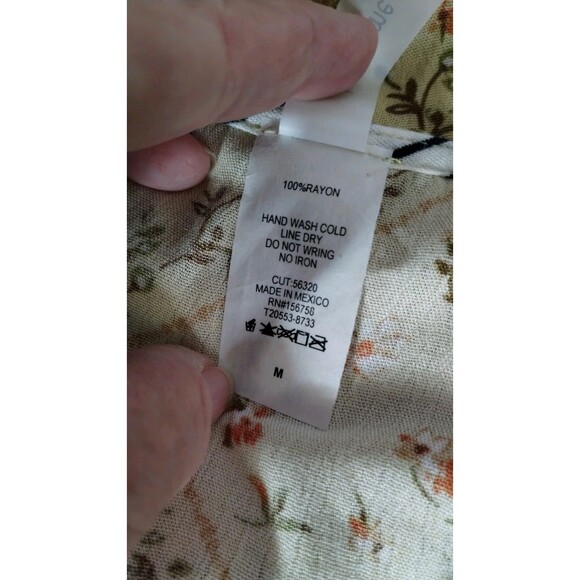 me
100%RAYON
HAND WASH COLD
LINE DRY
DO NOT WRING
NO IRON
CUT:56320
MADE IN MEXICO
RN#156758
T20553-8733
M